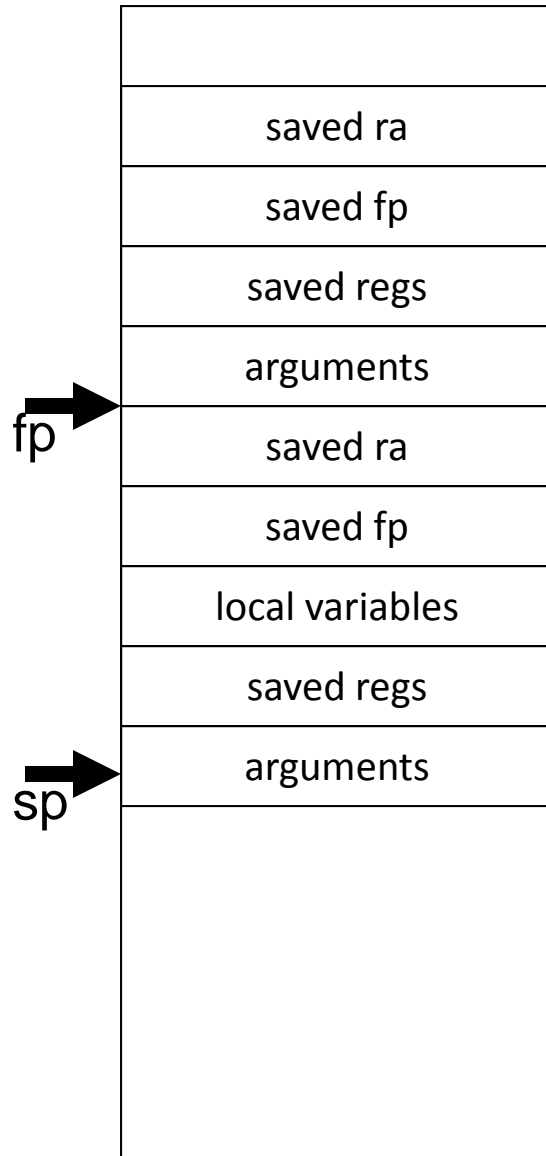 saved ra
saved fp
saved regs
arguments
fp
saved ra
saved fp
local variables
saved regs
arguments
sp